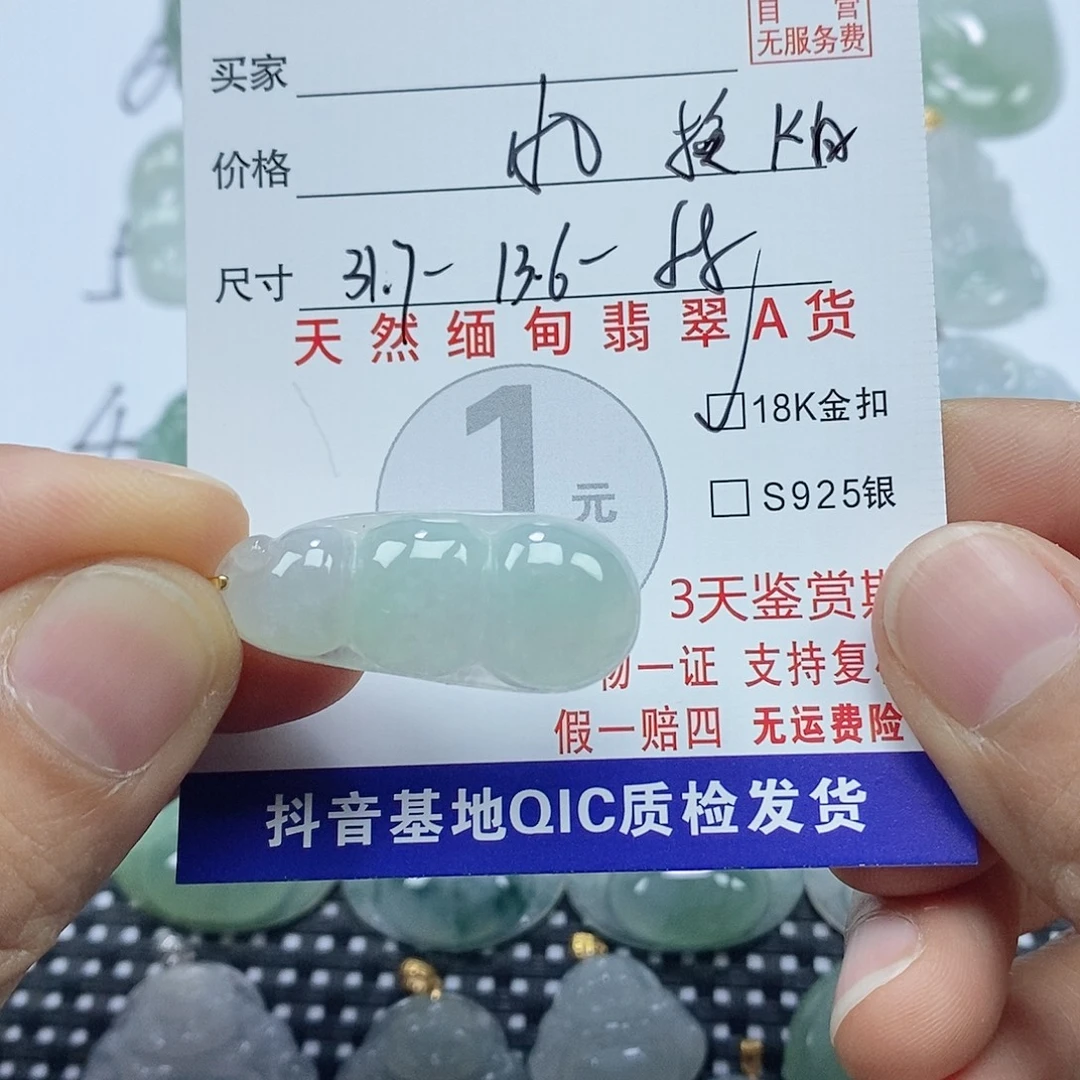 自 营
无服务费
买家
价格 换K
尺寸 31.7- 13.6-
天然缅甸翡翠A货
1元
18K金扣
S925银
3天鉴赏
一证 支持复
假一赔四 无运费险
抖音基地QIC质检发货
4